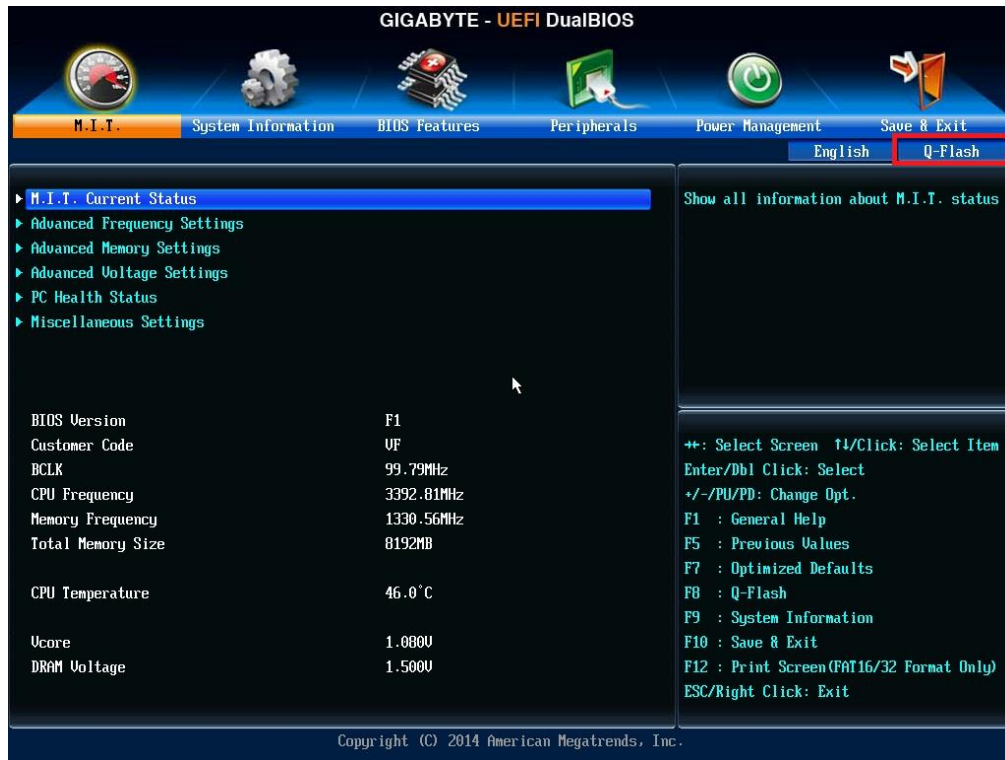 GIGABYTE - UEFI DualBIOS
M.I.T. System Information BIOS Features Peripherals Power Management Save & Exit
English Q-Flash
M.I.T. Current Status
Advanced Frequency Settings
Advanced Memory Settings
Advanced Voltage Settings
PC Health Status
Miscellaneous Settings
BIOS Version F1
Customer Code VF
BCLK 99.79MHz
CPU Frequency 3392.81MHz
Memory Frequency 1330.56MHz
Total Memory Size 8192MB
CPU Temperature 46.0°C
Vcore 1.080V
DRAM Voltage 1.500V
Show all information about M.I.T. status
→←: Select Screen ↑↓/Click: Select Item
Enter/Dbl Click: Select
+/-/PU/PD: Change Opt.
F1 : General Help
F5 : Previous Values
F7 : Optimized Defaults
F8 : Q-Flash
F9 : System Information
F10 : Save & Exit
F12 : Print Screen(FAT16/32 Format Only)
ESC/Right Click: Exit
Copyright (C) 2014 American Megatrends, Inc.